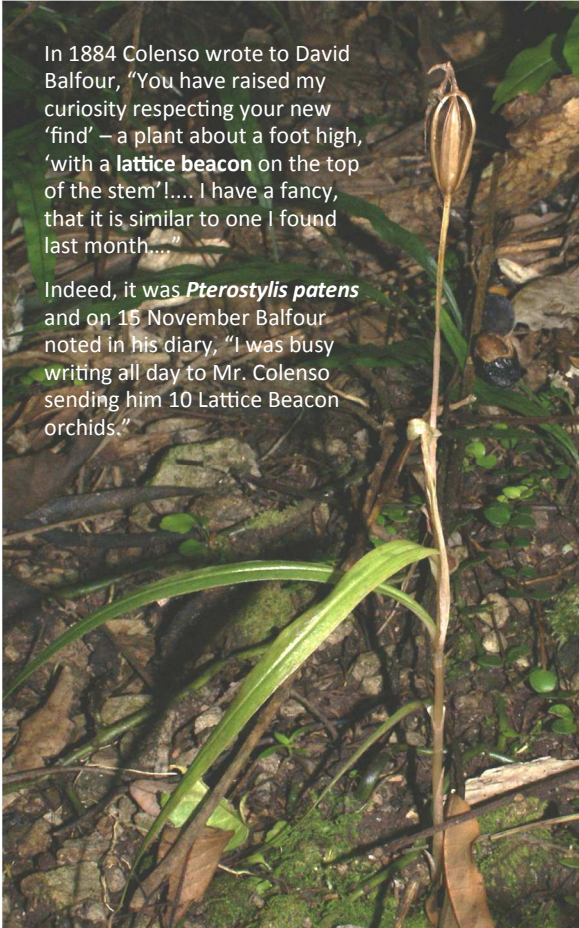 In 1884 Colenso wrote to David
Balfour, “You have raised my
curiosity respecting your new
‘find’ – a plant about a foot high,
‘with a lattice beacon on the top
of the stem’!.... I have a fancy,
that it is similar to one I found
last month....”
Indeed, it was Pterostylis patens
and on 15 November Balfour
noted in his diary, “I was busy
writing all day to Mr. Colenso
sending him 10 Lattice Beacon
orchids.”